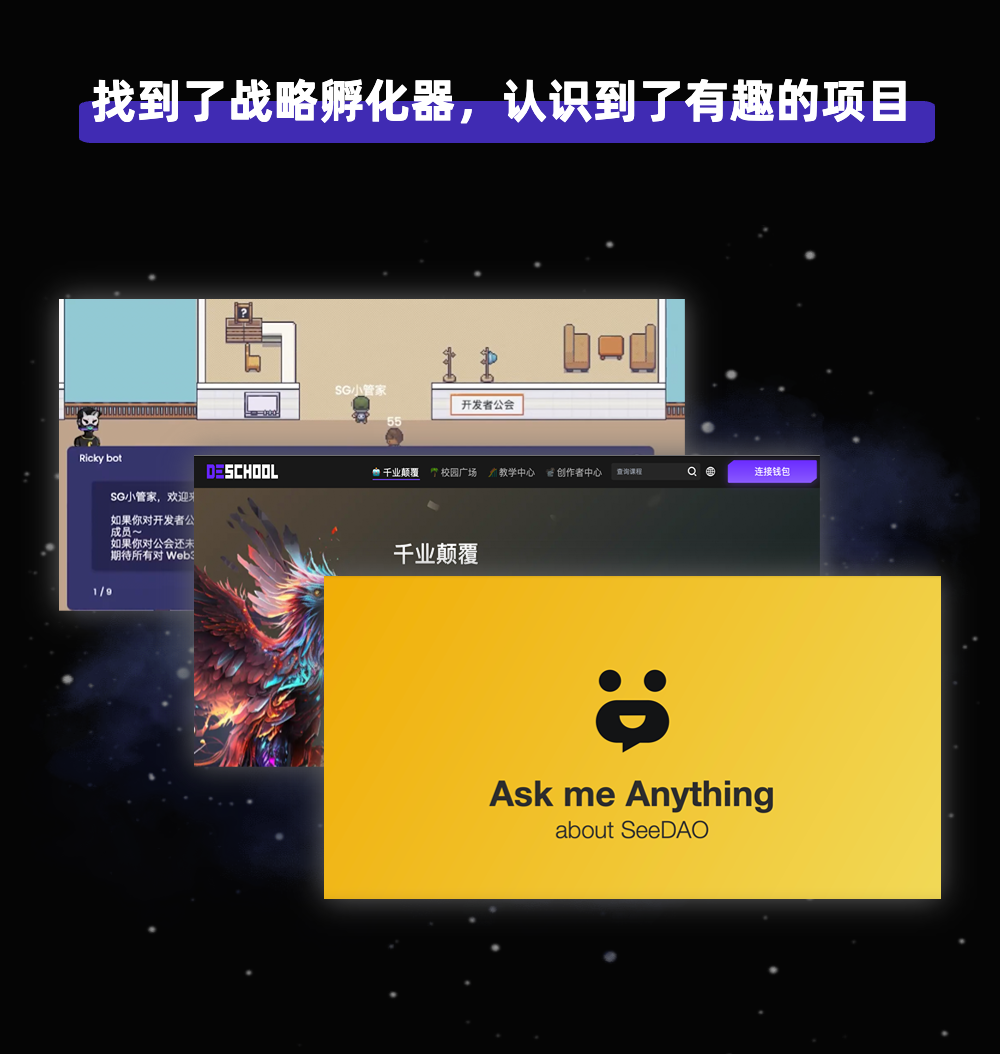 找到了战略孵化器，认识到了有趣的项目
?
SG小管家
开发者公会
55
Ricky bot
SG小管家，欢迎
如果你对开发者公
成员～
如果你对公会还未
期待所有对 Web3
1 / 9
DESCHOOL
千业颠覆 校园广场 教学中心 创作者中心 查询课程 连接钱包
千业颠覆
Ask me Anything
about SeeDAO